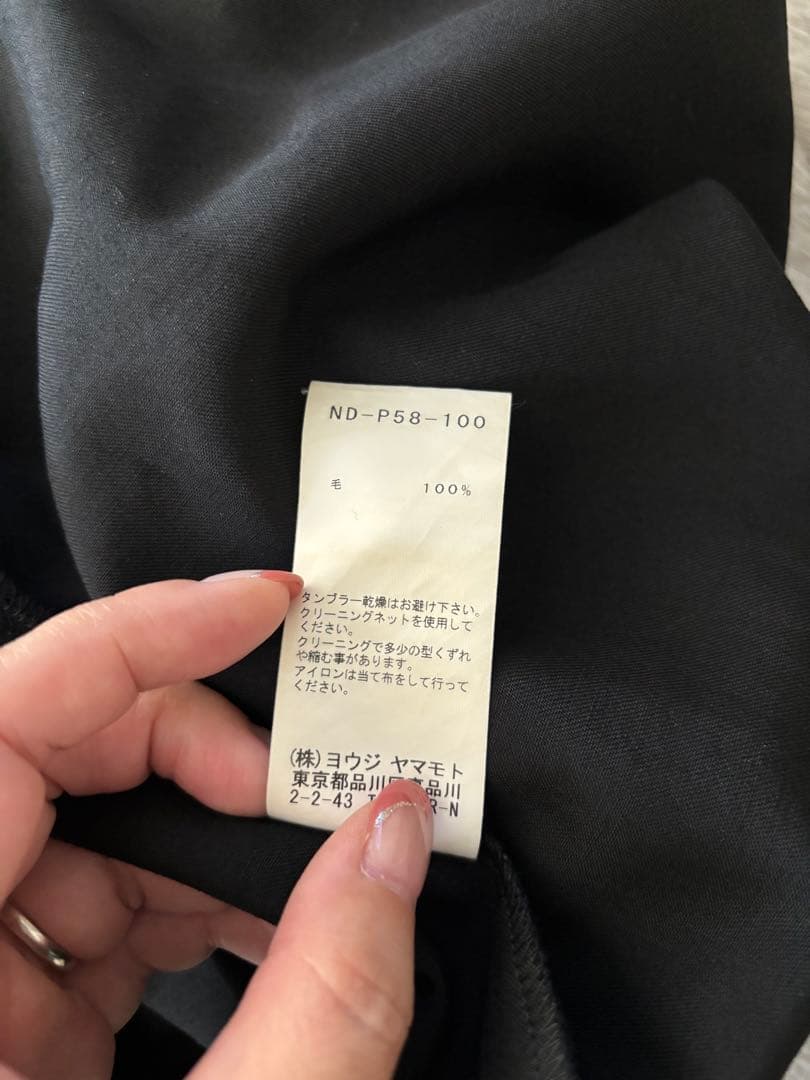 ND-P58-100
毛 100%
タンブラー乾燥はお避け下さい。
クリーニングネットを使用して
ください。
クリーニングで多少の型くずれ
や縮む事があります。
アイロンは当て布をして行って
ください。
(株)ヨウジ ヤマモト
東京都品川 品川
2-2-43 R-N